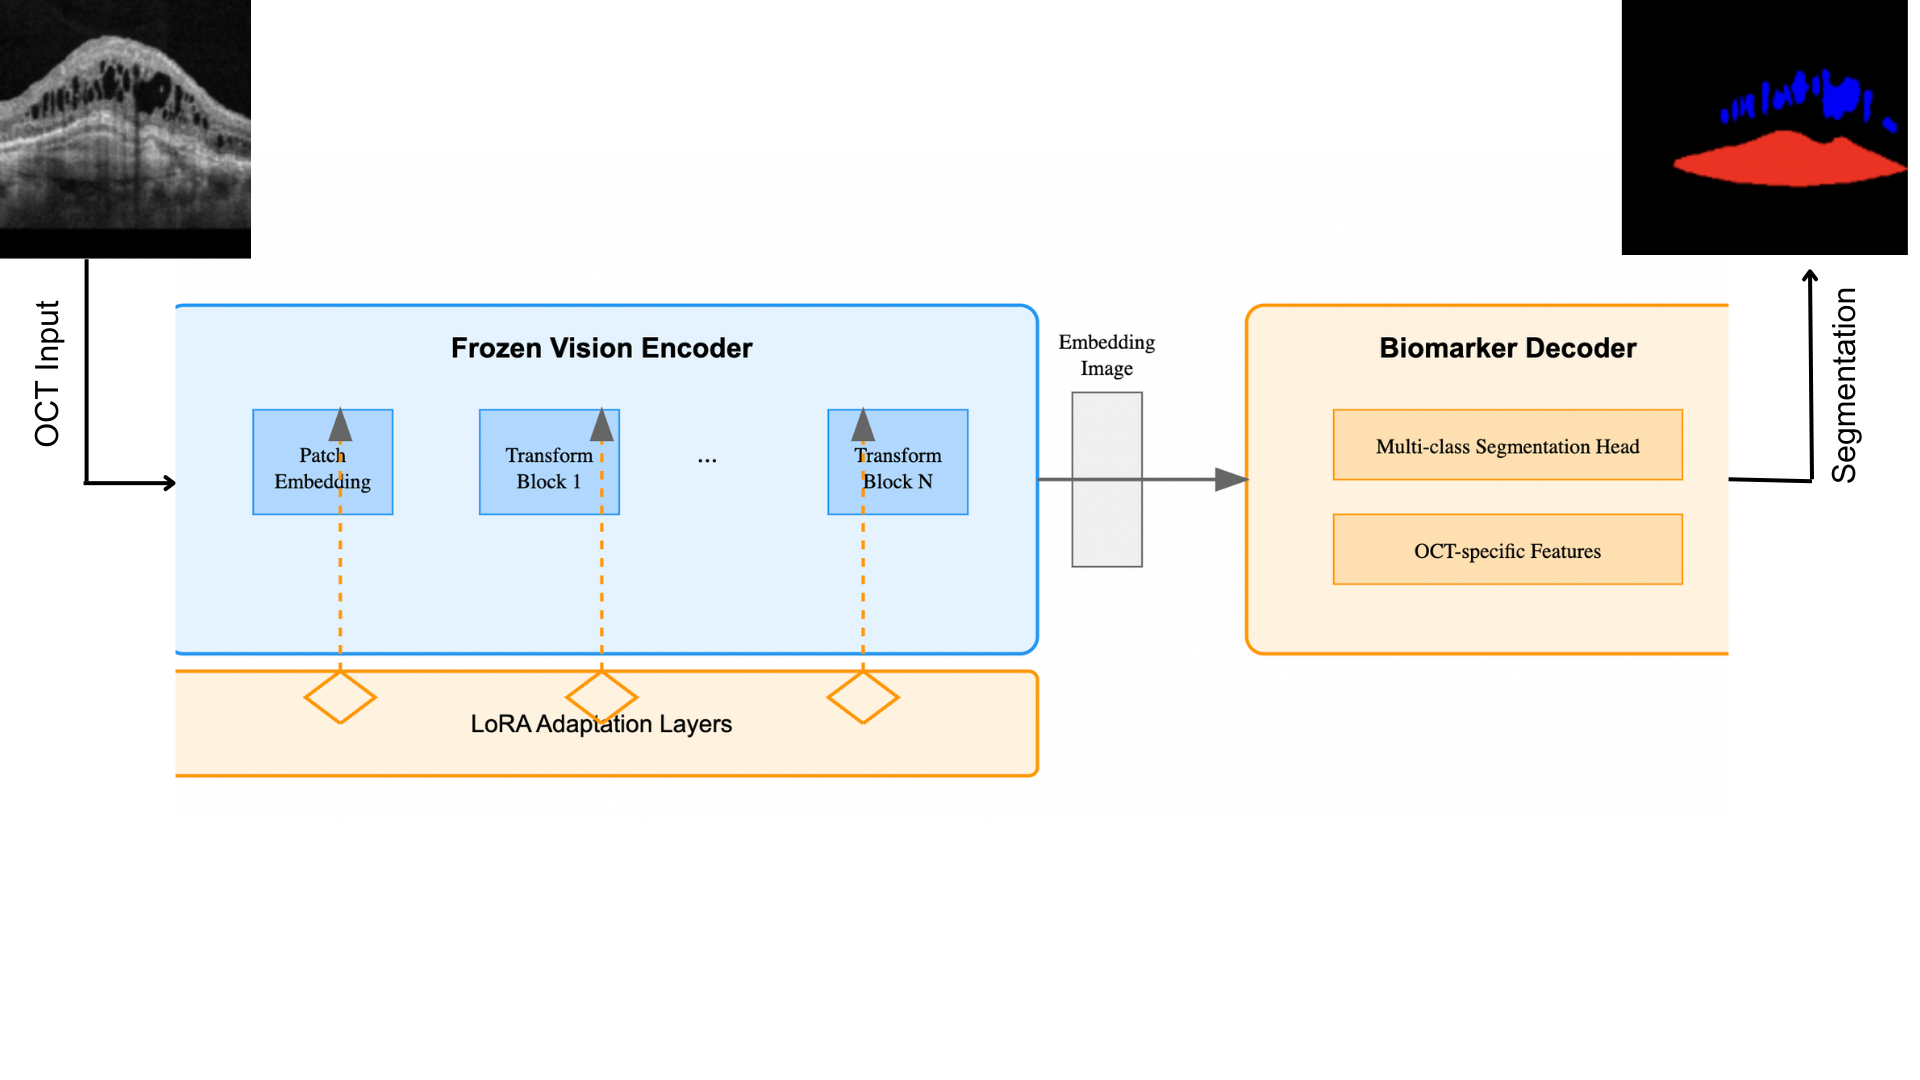 OCT Input
Frozen Vision Encoder
Patch
Embedding
Transform
Block 1
...
Transform
Block N
LoRA Adaptation Layers
Embedding
Image
Biomarker Decoder
Multi-class Segmentation Head
OCT-specific Features
Segmentation